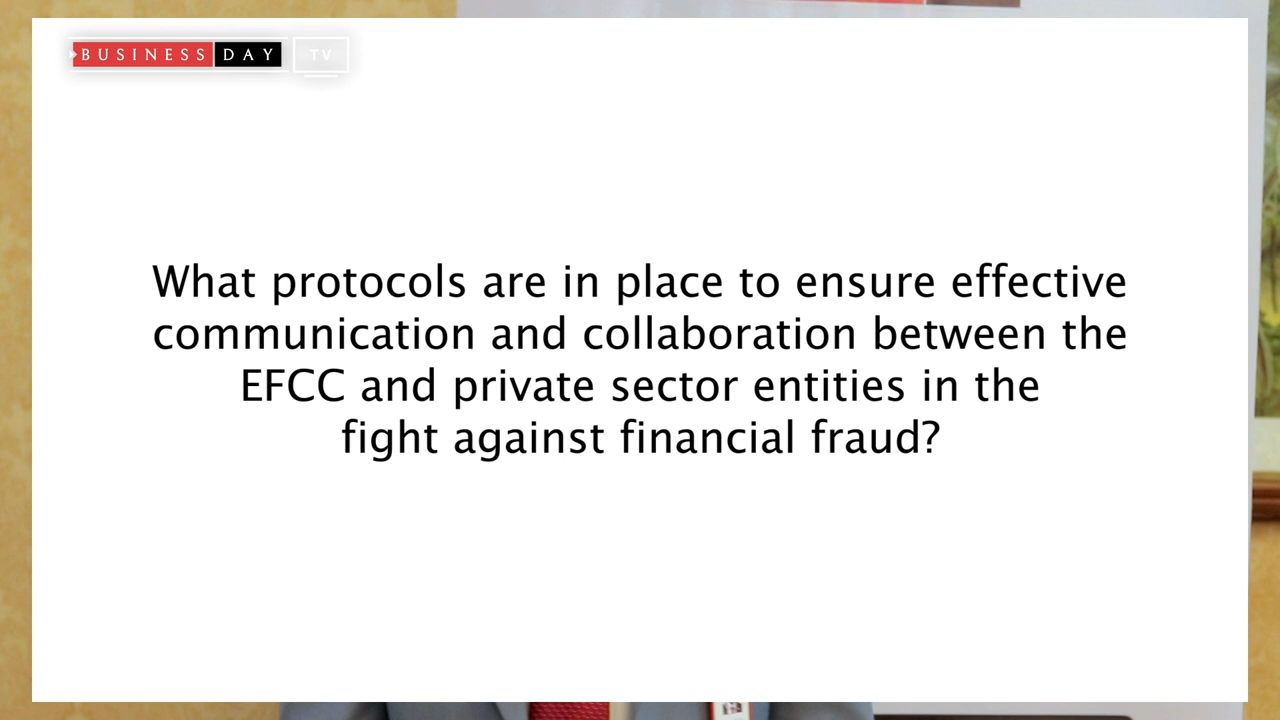 BUSINESS DAY TV
What protocols are in place to ensure effective
communication and collaboration between the
EFCC and private sector entities in the
fight against financial fraud?